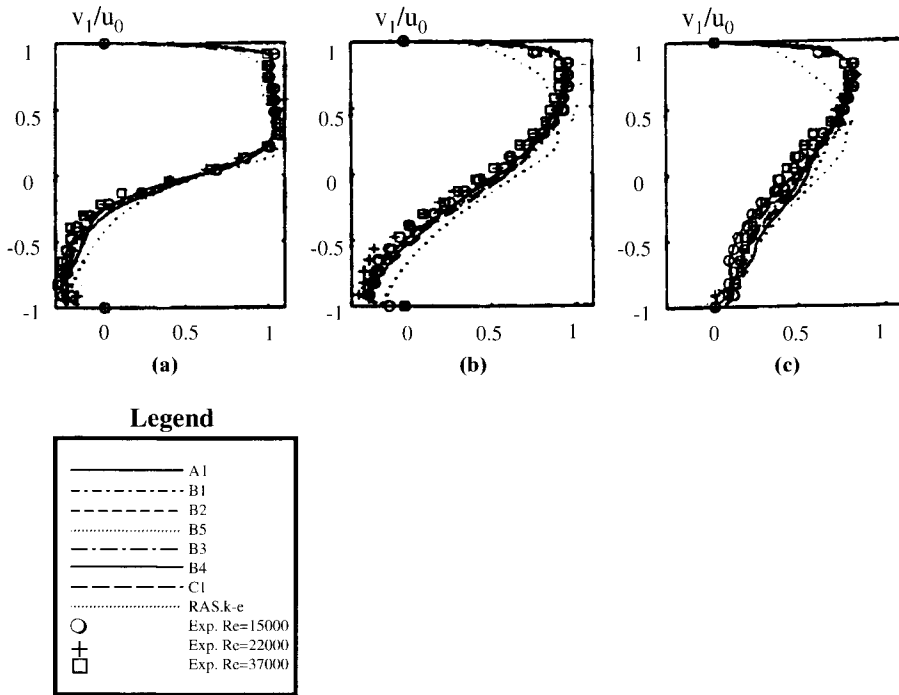 v1/u0 v1/u0 v1/u0
1 1 1
0.5 0.5 0.5
0 0 0
-0.5 -0.5 -0.5
-1 -1 -1
0 0.5 1 0 0.5 1 0 0.5 1
(a) (b) (c)
Legend
A1
B1
B2
B5
B3
B4
C1
RAS.k-e
Exp. Re=15000
Exp. Re=22000
Exp. Re=37000